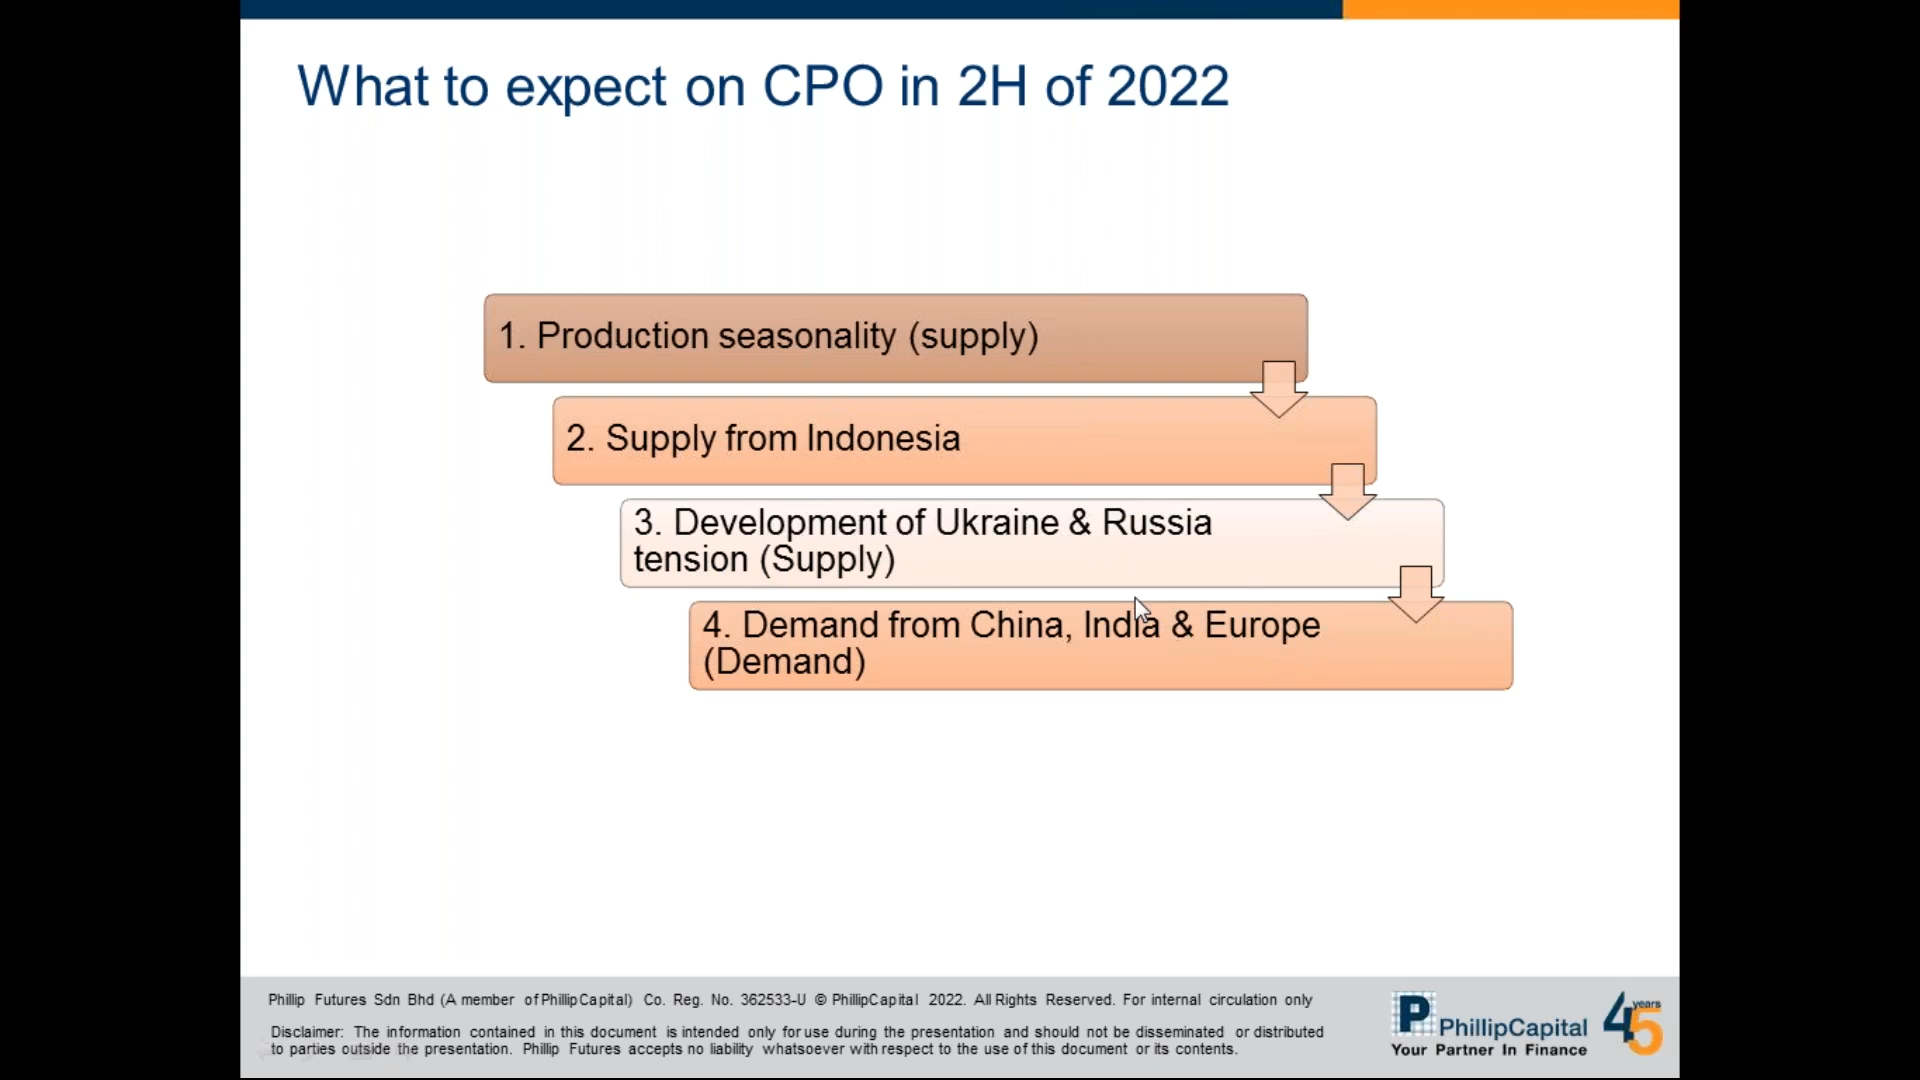 What to expect on CPO in 2H of 2022
1. Production seasonality (supply)
2. Supply from Indonesia
3. Development of Ukraine & Russia
tension (Supply)
4. Demand from China, India & Europe
(Demand)
Phillip Futures Sdn Bhd (A member of PhillipCapital) Co. Reg. No. 362533-U © PhillipCapital 2022. All Rights Reserved. For internal circulation only
Disclaimer: The information contained in this document is intended only for use during the presentation and should not be disseminated or distributed
to parties outside the presentation. Phillip Futures accepts no liability whatsoever with respect to the use of this document or its contents.
P PhillipCapital
Your Partner In Finance
45 years